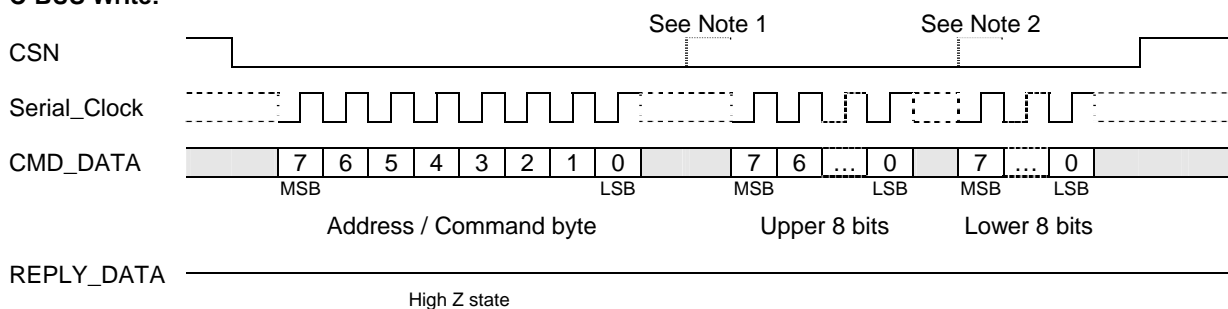 See Note 1 See Note 2
CSN
Serial_Clock
CMD_DATA 7 6 5 4 3 2 1 0 7 6 … 0 7 … 0
MSB LSB MSB LSB MSB LSB
Address / Command byte Upper 8 bits Lower 8 bits
REPLY_DATA
High Z state